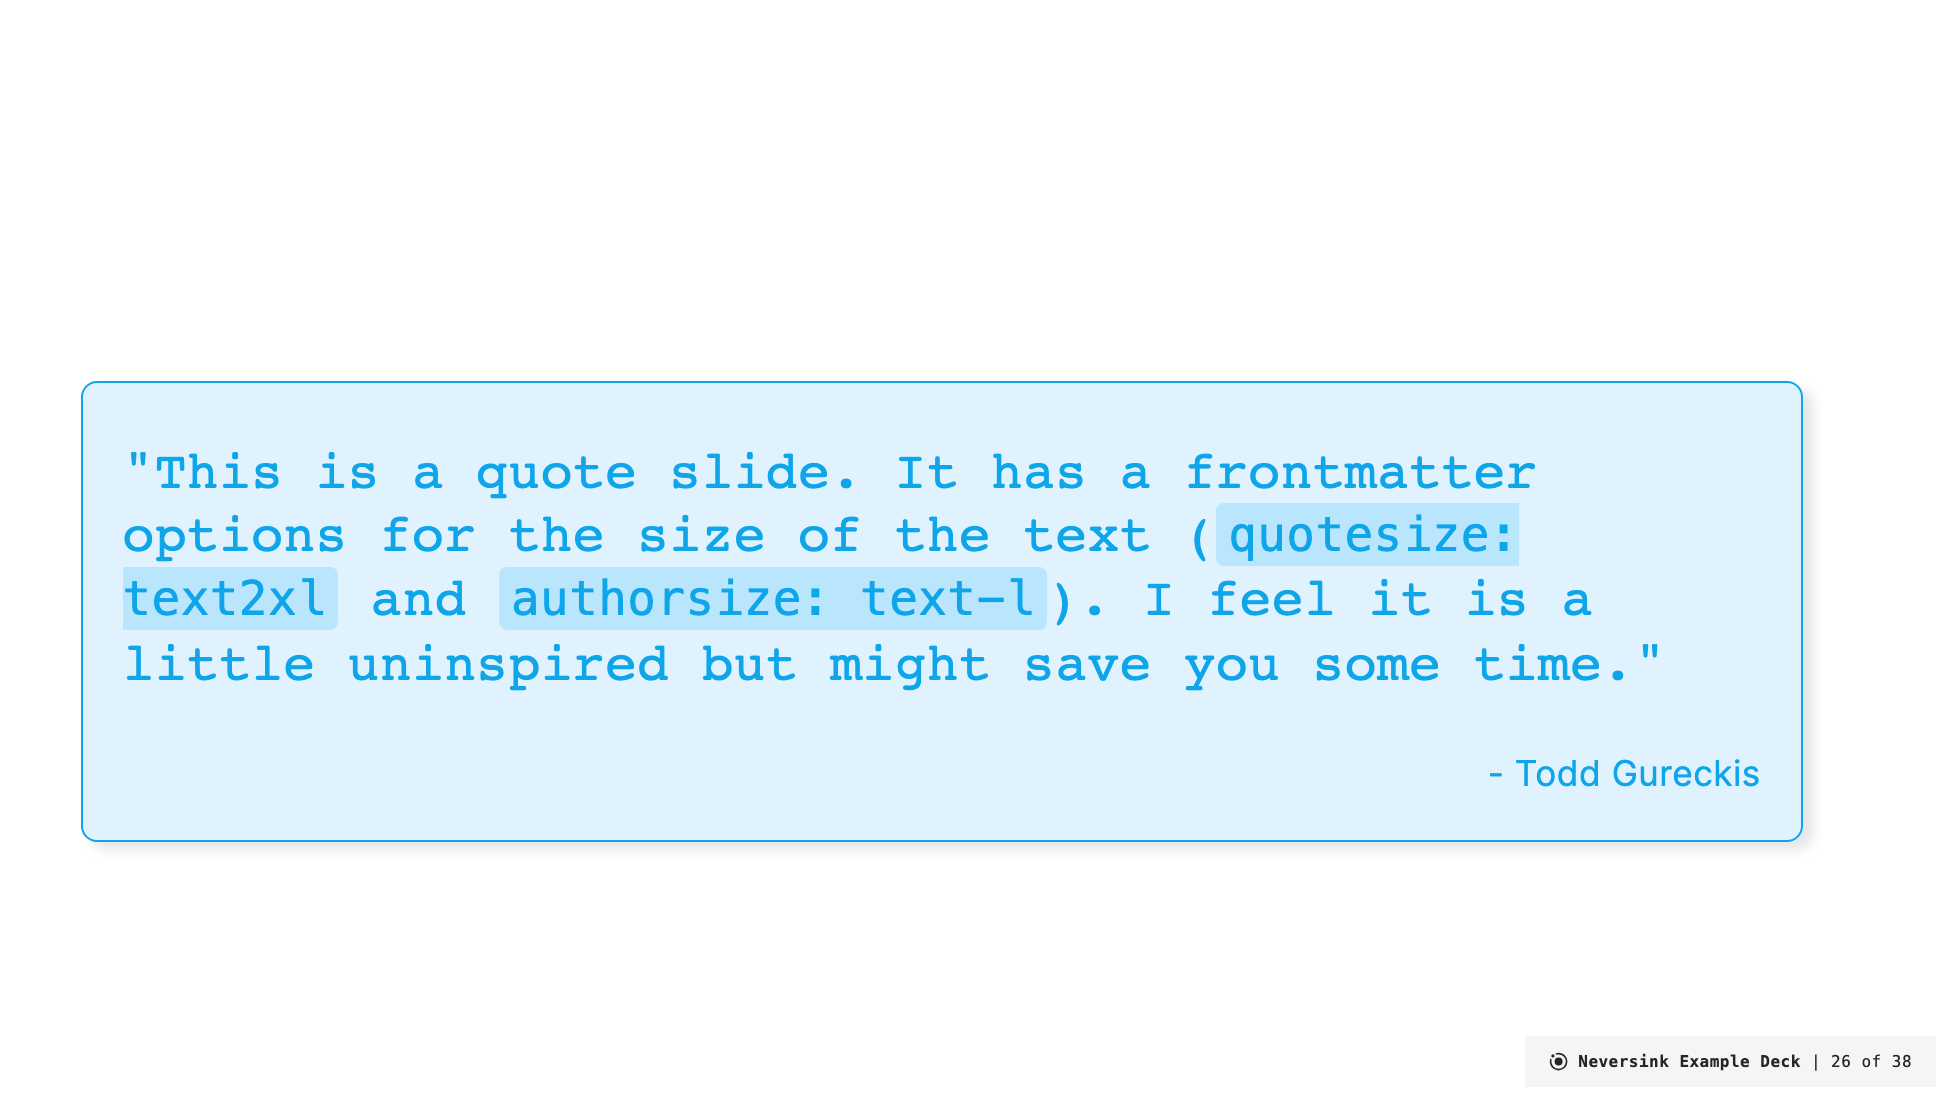 "This is a quote slide. It has a frontmatter
options for the size of the text (quotesize:
text2xl and authorsize: text-l). I feel it is a
little uninspired but might save you some time."
- Todd Gureckis
Neversink Example Deck | 26 of 38